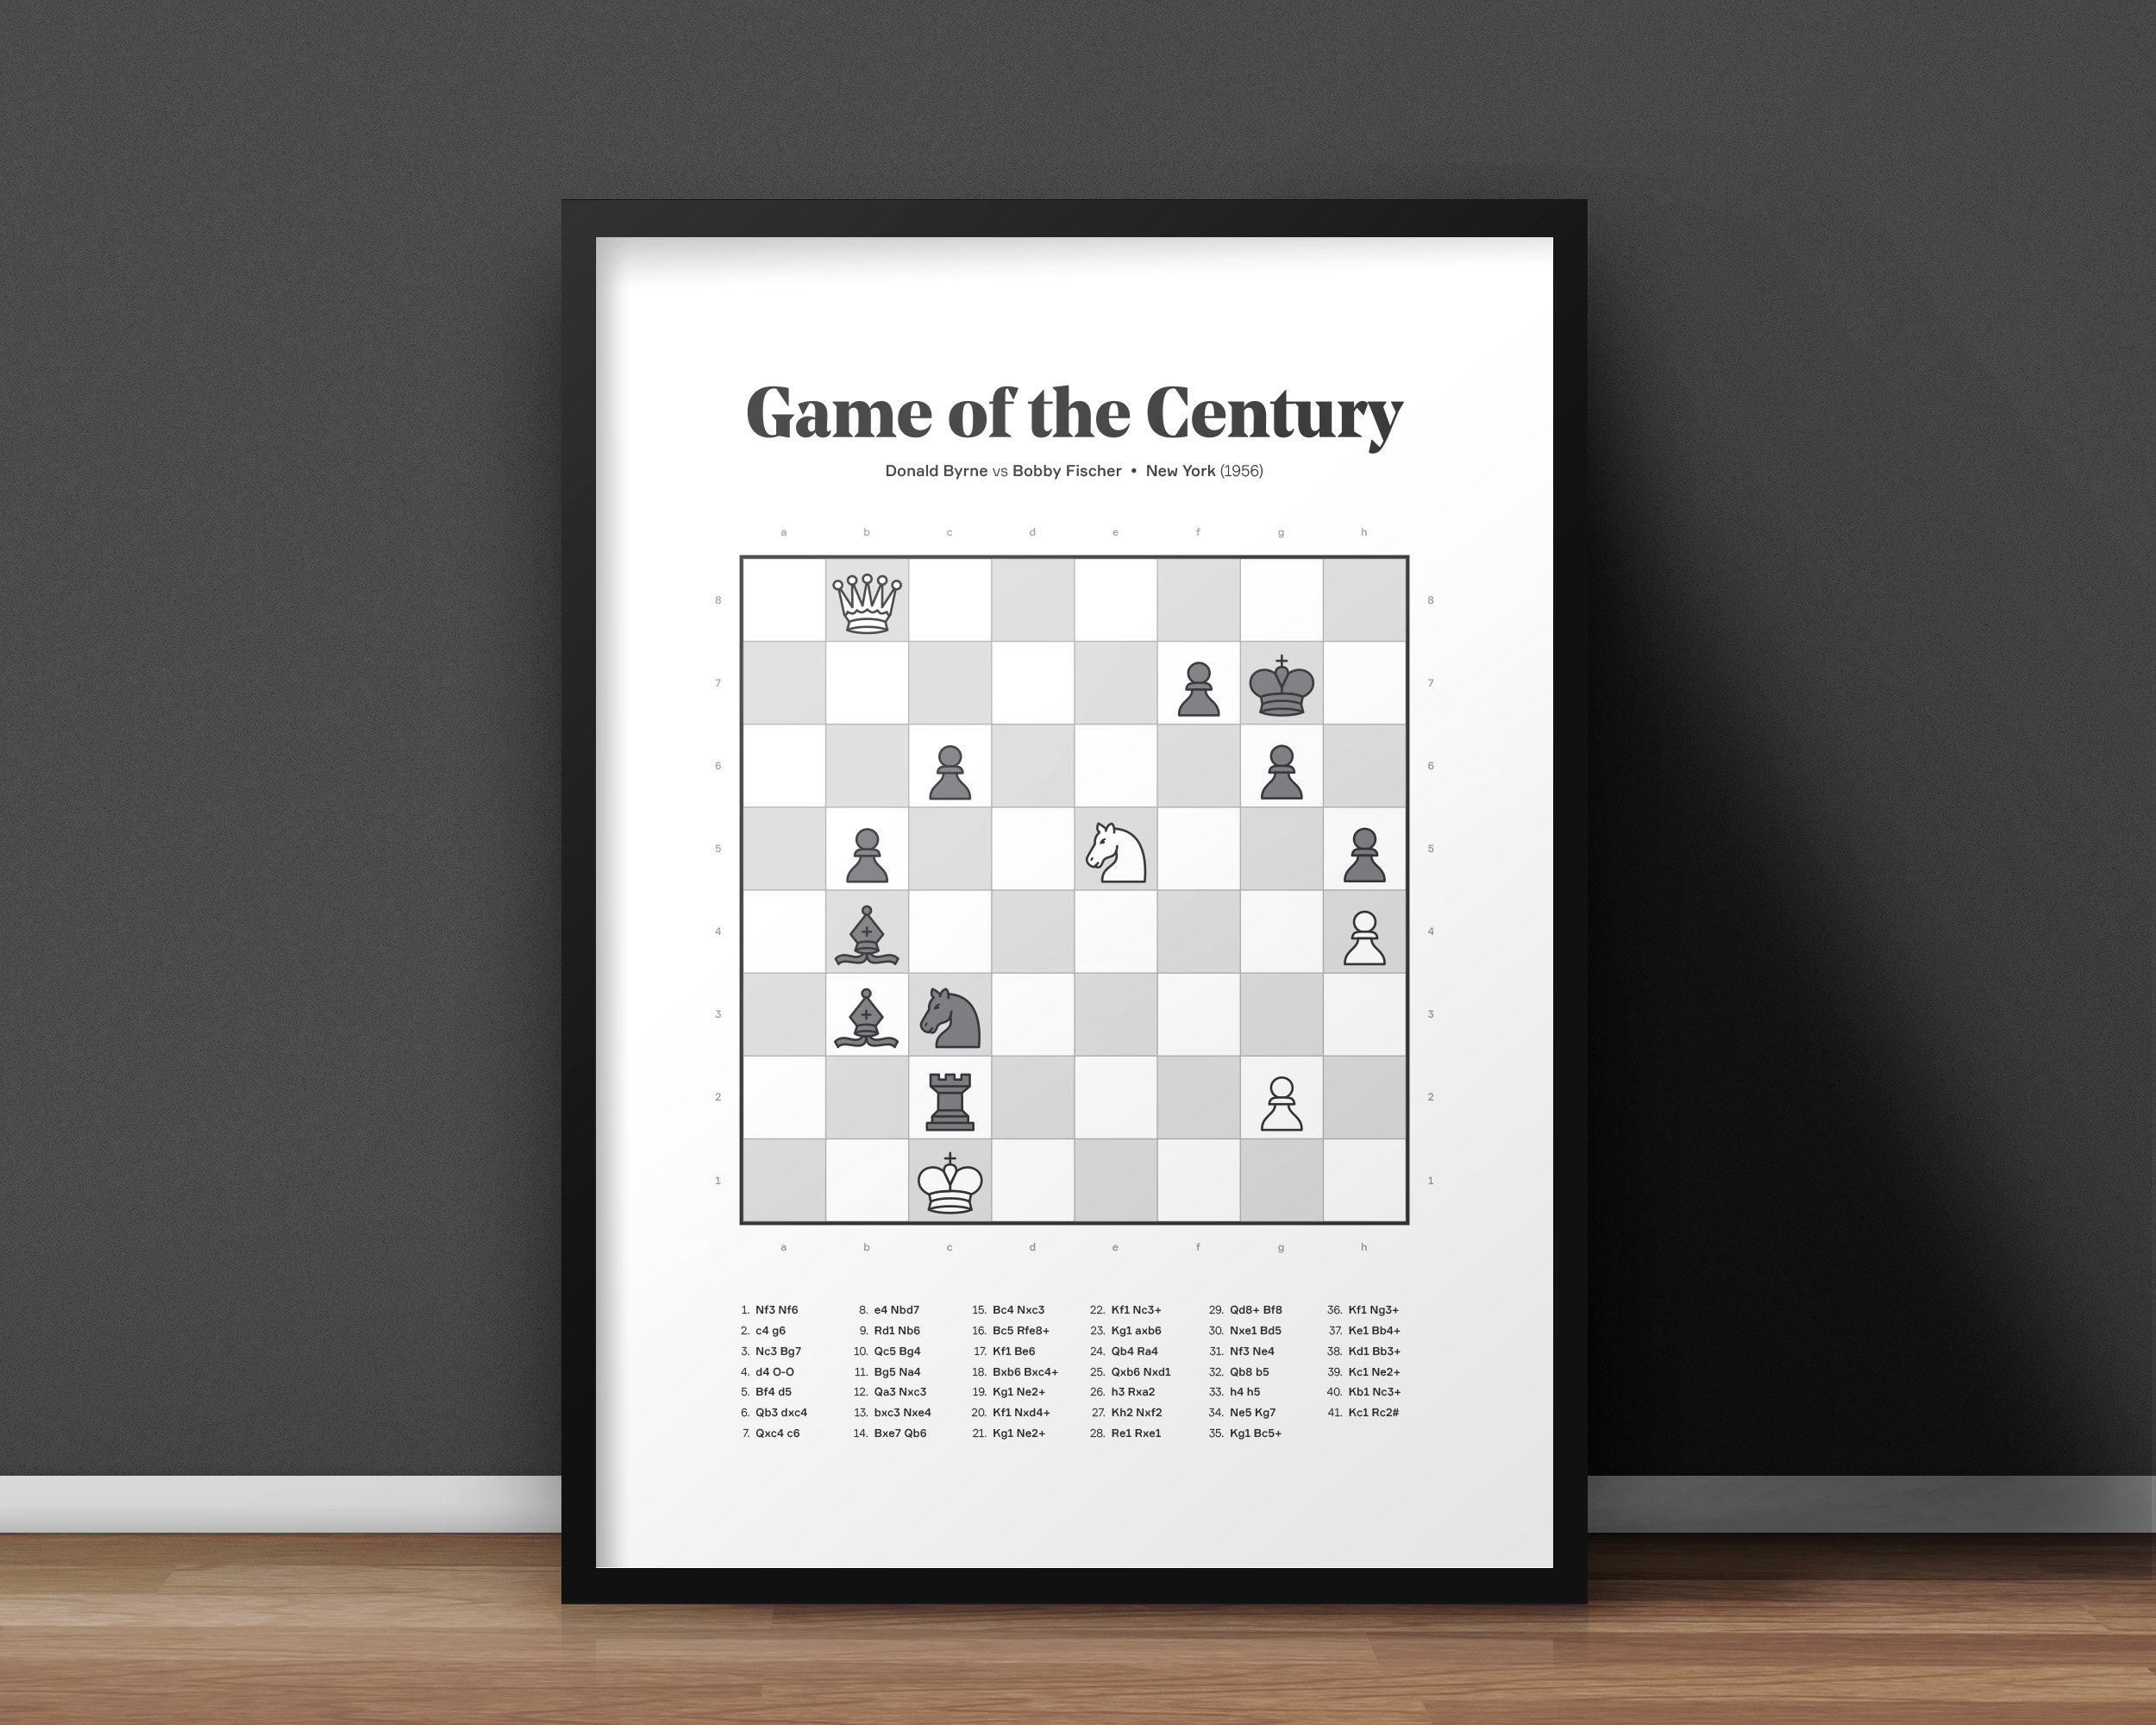 Game of the Century
Donald Byrne vs Bobby Fischer • New York (1956)
a b c d e f g h
8 8
7 7
6 6
5 5
4 4
3 3
2 2
1 1
a b c d e f g h
1. Nf3 Nf6
2. c4 g6
3. Nc3 Bg7
4. d4 O-O
5. Bf4 d5
6. Qb3 dxc4
7. Qxc4 c6
8. e4 Nbd7
9. Rd1 Nb6
10. Qc5 Bg4
11. Bg5 Na4
12. Qa3 Nxc3
13. bxc3 Nxe4
14. Bxe7 Qb6
15. Bc4 Nxc3
16. Bc5 Rfe8+
17. Kf1 Be6
18. Bxb6 Bxc4+
19. Kg1 Ne2+
20. Kf1 Nxd4+
21. Kg1 Ne2+
22. Kf1 Nc3+
23. Kg1 axb6
24. Qb4 Ra4
25. Qxb6 Nxd1
26. h3 Rxa2
27. Kh2 Nxf2
28. Re1 Rxe1
29. Qd8+ Bf8
30. Nxe1 Bd5
31. Nf3 Ne4
32. Qb8 b5
33. h4 h5
34. Ne5 Kg7
35. Kg1 Bc5+
36. Kf1 Ng3+
37. Ke1 Bb4+
38. Kd1 Bb3+
39. Kc1 Ne2+
40. Kb1 Nc3+
41. Kc1 Rc2#